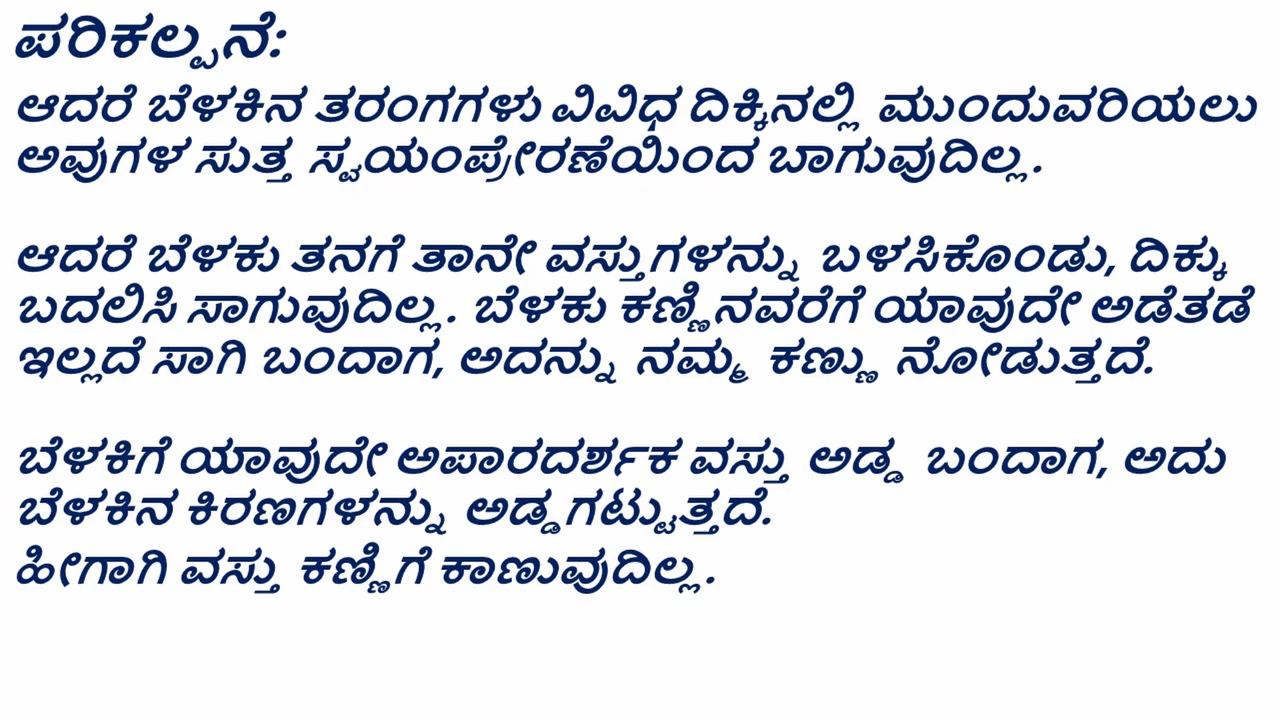 ಪರಿಕಲ್ಪನೆ:
ಆದರೆ ಬೆಳಕಿನ ತರಂಗಗಳು ವಿವಿಧ ದಿಕ್ಕಿನಲ್ಲಿ ಮುಂದುವರಿಯಲು
ಅವುಗಳ ಸುತ್ತ ಸ್ವಯಂಪ್ರೇರಣೆಯಿಂದ ಬಾಗುವುದಿಲ್ಲ.
ಆದರೆ ಬೆಳಕು ತನಗೆ ತಾನೇ ವಸ್ತುಗಳನ್ನು ಬಳಸಿಕೊಂಡು, ದಿಕ್ಕು
ಬದಲಿಸಿ ಸಾಗುವುದಿಲ್ಲ. ಬೆಳಕು ಕಣ್ಣಿನವರೆಗೆ ಯಾವುದೇ ಅಡೆತಡೆ
ಇಲ್ಲದೆ ಸಾಗಿ ಬಂದಾಗ, ಅದನ್ನು ನಮ್ಮ ಕಣ್ಣು ನೋಡುತ್ತದೆ.
ಬೆಳಕಿಗೆ ಯಾವುದೇ ಅಪಾರದರ್ಶಕ ವಸ್ತು ಅಡ್ಡ ಬಂದಾಗ, ಅದು
ಬೆಳಕಿನ ಕಿರಣಗಳನ್ನು ಅಡ್ಡಗಟ್ಟುತ್ತದೆ.
ಹೀಗಾಗಿ ವಸ್ತು ಕಣ್ಣಿಗೆ ಕಾಣುವುದಿಲ್ಲ.